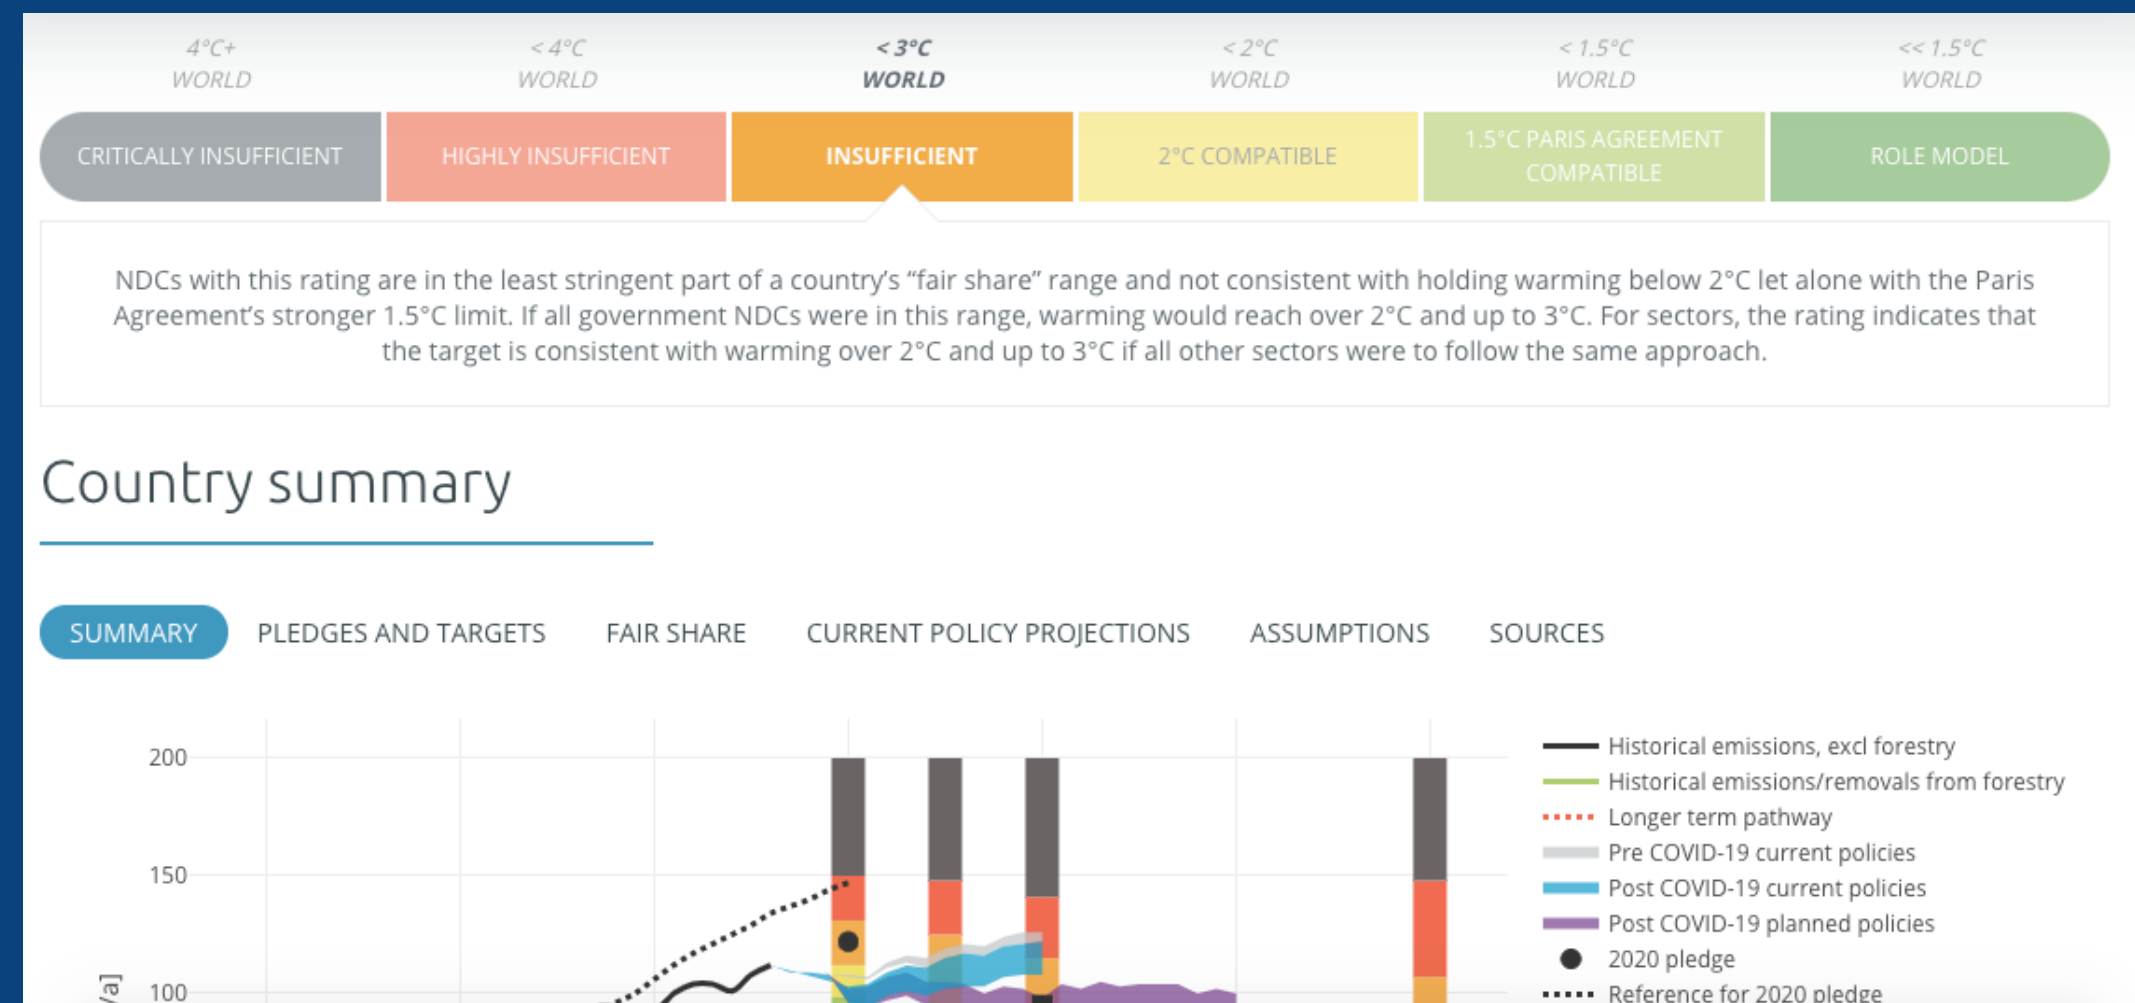 4°C+
WORLD
< 4°C
WORLD
< 3°C
WORLD
< 2°C
WORLD
< 1.5°C
WORLD
<< 1.5°C
WORLD
CRITICALLY INSUFFICIENT
HIGHLY INSUFFICIENT
INSUFFICIENT
2°C COMPATIBLE
1.5°C PARIS AGREEMENT
COMPATIBLE
ROLE MODEL
NDCs with this rating are in the least stringent part of a country’s “fair share” range and not consistent with holding warming below 2°C let alone with the Paris
Agreement’s stronger 1.5°C limit. If all government NDCs were in this range, warming would reach over 2°C and up to 3°C. For sectors, the rating indicates that
the target is consistent with warming over 2°C and up to 3°C if all other sectors were to follow the same approach.
Country summary
SUMMARY
PLEDGES AND TARGETS
FAIR SHARE
CURRENT POLICY PROJECTIONS
ASSUMPTIONS
SOURCES
200
150
100
/a]
Historical emissions, excl forestry
Historical emissions/removals from forestry
Longer term pathway
Pre COVID-19 current policies
Post COVID-19 current policies
Post COVID-19 planned policies
2020 pledge
Reference for 2020 pledge